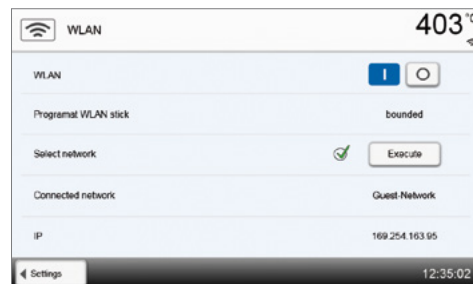 WLAN
403 °C
WLAN
I O
Programat WLAN stick
bounded
Select network
Execute
Connected network
Guest-Network
IP
169.254.163.95
Settings
12:35:02